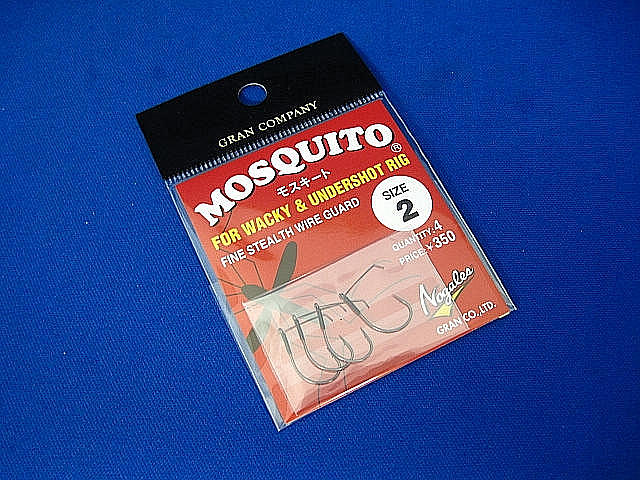 GRAN COMPANY
MOSQUITO®
モスキート
FOR WACKY & UNDERSHOT RIG
FINE STEALTH WIRE GUARD
SIZE
2
QUANTITY:4
PRICE:¥350
Nogales
GRAN CO.,LTD.